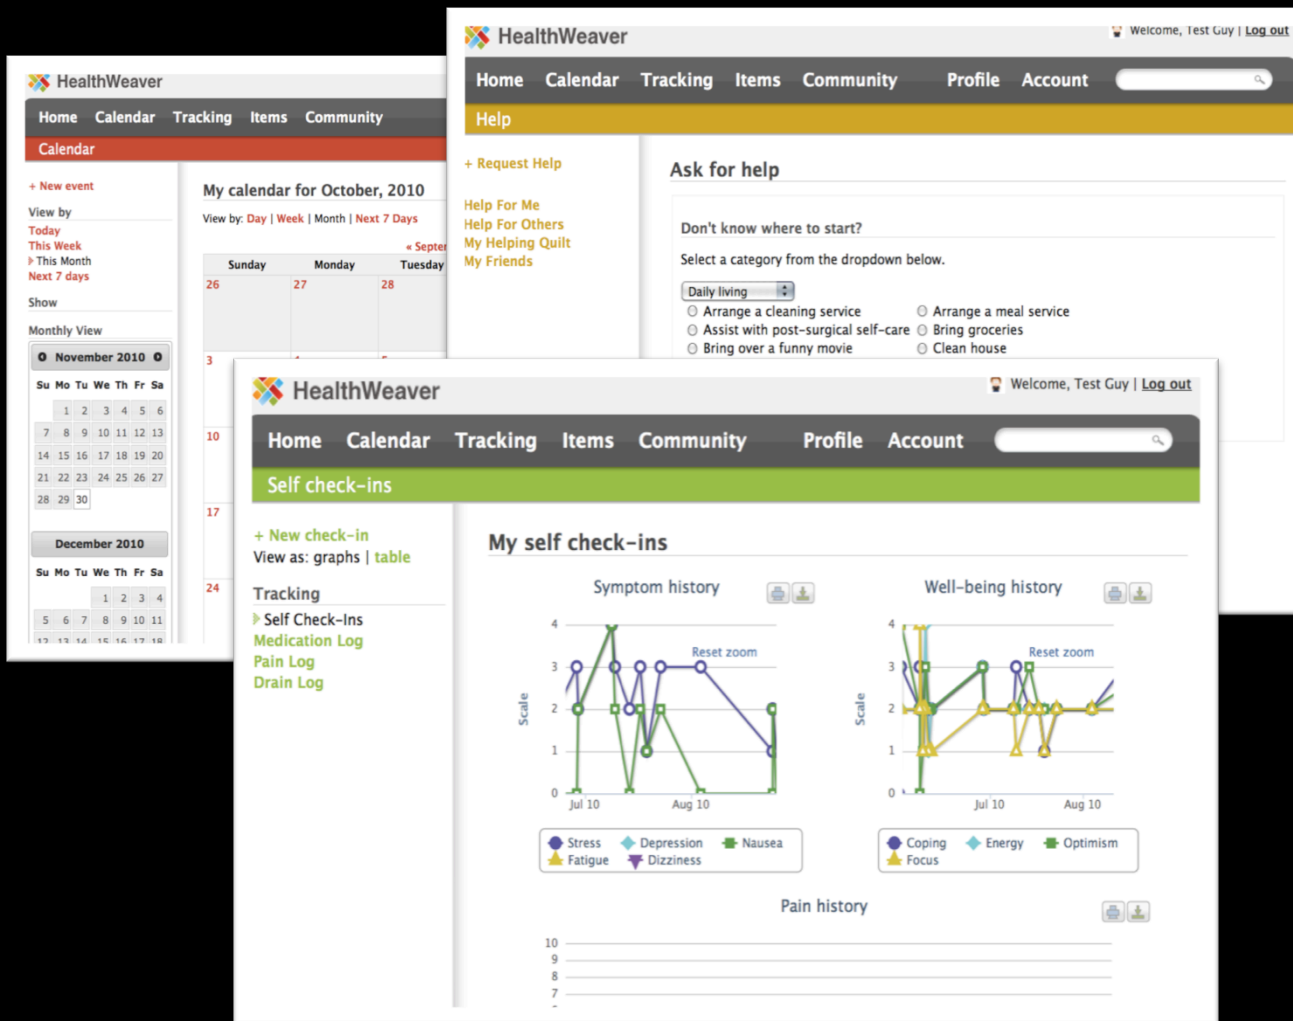 HealthWeaver
Home Calendar Tracking Items Community
Calendar
+ New event
View by
Today
This Week
This Month
Next 7 days
Show
Monthly View
November 2010
Su Mo Tu We Th Fr Sa
1 2 3 4 5 6
7 8 9 10 11 12 13
14 15 16 17 18 19 20
21 22 23 24 25 26 27
28 29 30
December 2010
Su Mo Tu We Th Fr Sa
1 2 3 4
5 6 7 8 9 10 11
12 13 14 15 16 17 18
My calendar for October, 2010
View by: Day | Week | Month | Next 7 Days
« Septer
Sunday Monday Tuesday
26 27 28
3
10
17
24
HealthWeaver
Welcome, Test Guy | Log out
Home Calendar Tracking Items Community Profile Account
Help
+ Request Help
Help For Me
Help For Others
My Helping Quilt
My Friends
Ask for help
Don't know where to start?
Select a category from the dropdown below.
Daily living
Arrange a cleaning service Arrange a meal service
Assist with post-surgical self-care Bring groceries
Bring over a funny movie Clean house
HealthWeaver
Welcome, Test Guy | Log out
Home Calendar Tracking Items Community Profile Account
Self check-ins
+ New check-in
View as: graphs | table
Tracking
Self Check-Ins
Medication Log
Pain Log
Drain Log
My self check-ins
Symptom history
Reset zoom
Scale
4
3
2
1
0
Jul 10 Aug 10
Stress Depression Nausea
Fatigue Dizziness
Well-being history
Reset zoom
Scale
4
3
2
1
0
Jul 10 Aug 10
Coping Energy Optimism
Focus
Pain history
10
9
8
7